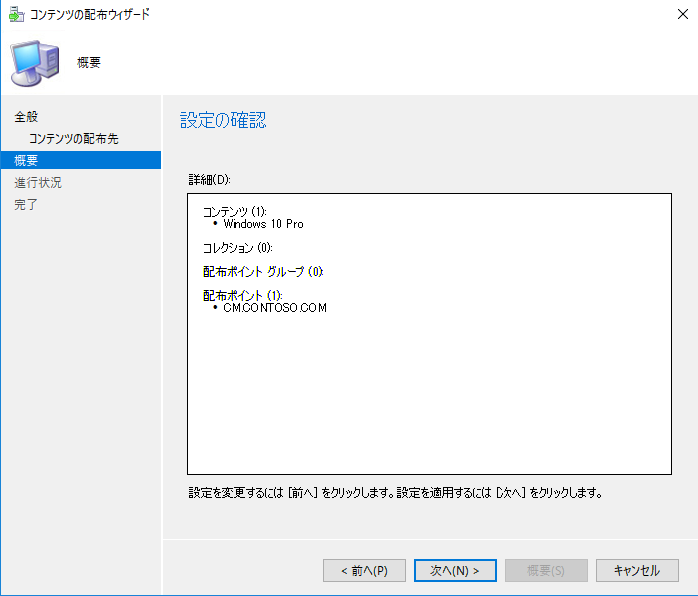 コンテンツの配布ウィザード
概要
全般
コンテンツの配布先
概要
進行状況
完了
設定の確認
詳細(D):
コンテンツ (1):
• Windows 10 Pro
コレクション (0):
配布ポイント グループ (0):
配布ポイント (1):
• CM.CONTOSO.COM
設定を変更するには [前へ] をクリックします。設定を適用するには [次へ] をクリックします。
< 前へ(P)
次へ(N) >
概要(S)
キャンセル